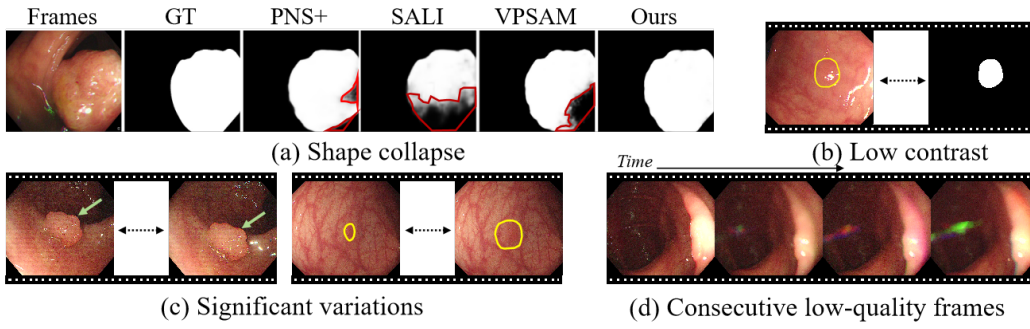 Frames GT PNS+ SALI VPSAM Ours
(a) Shape collapse
(b) Low contrast
Time
(c) Significant variations
(d) Consecutive low-quality frames